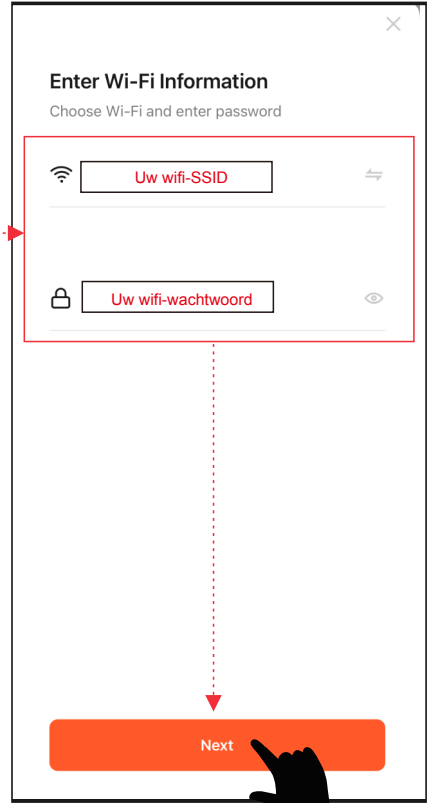 Enter Wi-Fi Information
Choose Wi-Fi and enter password
Uw wifi-SSID
Uw wifi-wachtwoord
Next